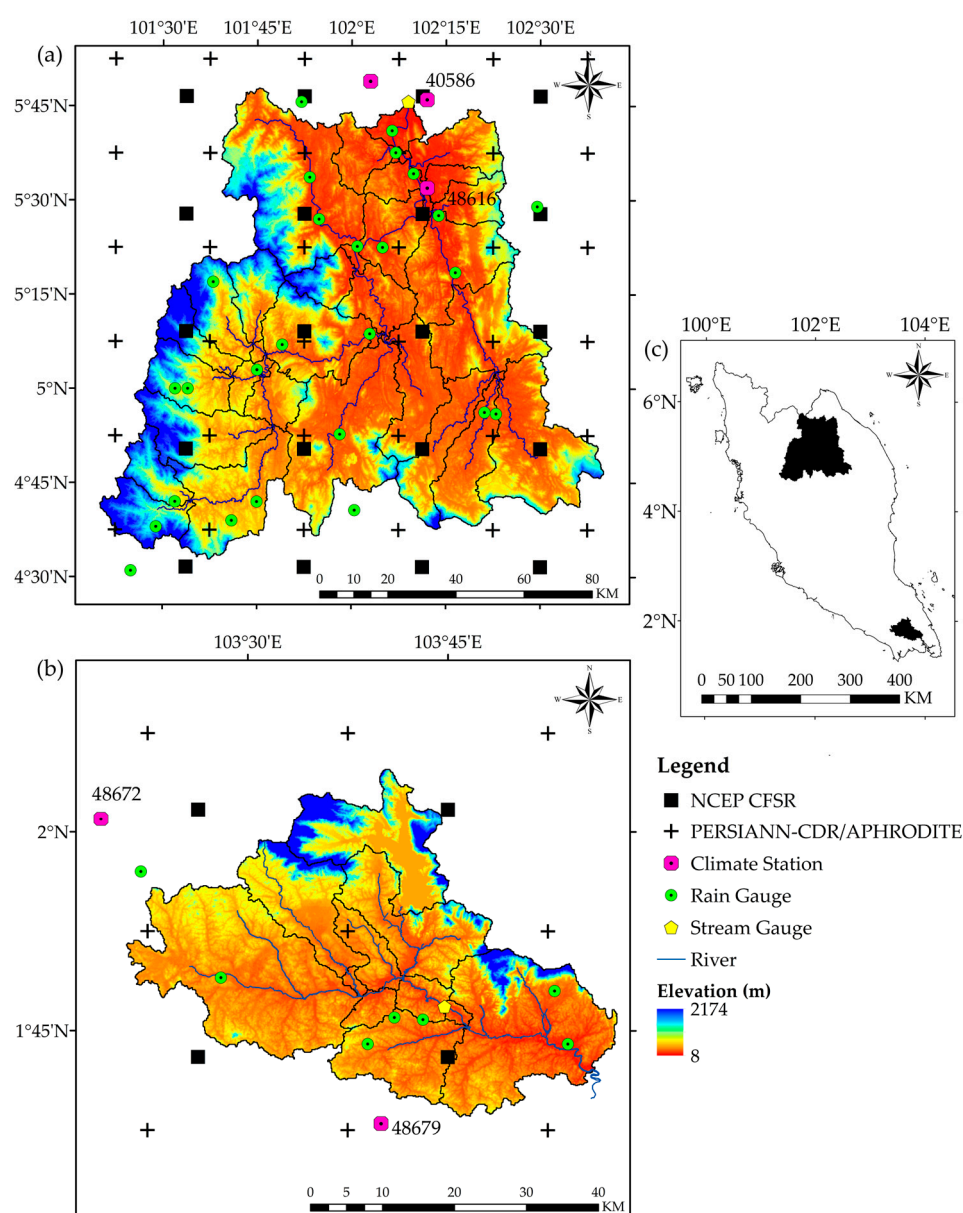 101°30'E 101°45'E 102°E 102°15'E 102°30'E
(a)
N
W E
S
40586
5°45'N
5°30'N
48616
5°15'N
5°N
4°45'N
4°30'N
0 10 20 40 60 80
KM
103°30'E 103°45'E
(b)
N
W E
S
48672
2°N
1°45'N
48679
0 5 10 20 30 40
KM
100°E 102°E 104°E
(c)
N
W E
S
6°N
4°N
2°N
0 50 100 200 300 400
KM
Legend
NCEP CFSR
PERSIANN-CDR/APHRODITE
Climate Station
Rain Gauge
Stream Gauge
River
Elevation (m)
2174
8